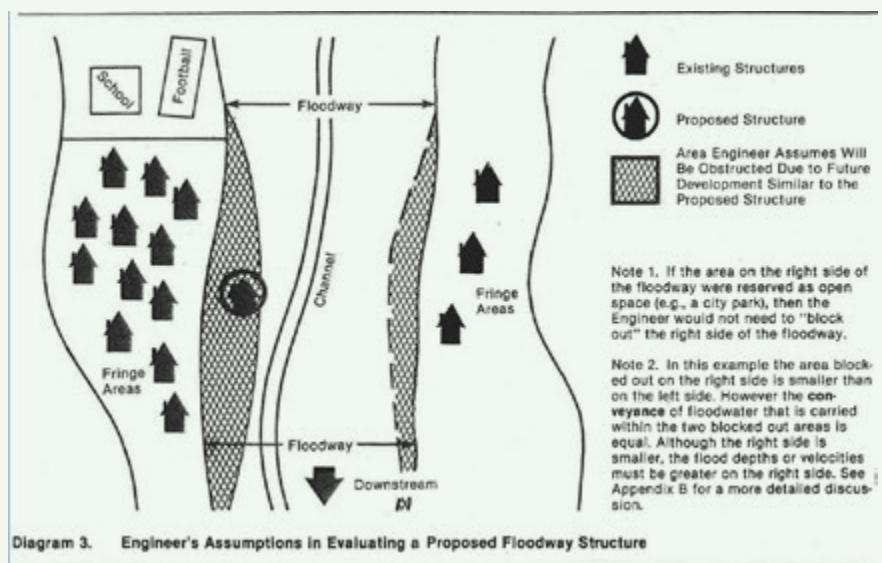 School
Football
Floodway
Channel
Fringe
Areas
Fringe
Areas
Floodway
Downstream
pl
Existing Structures
Proposed Structure
Area Engineer Assumes Will
Be Obstructed Due to Future
Development Similar to the
Proposed Structure
Note 1. If the area on the right side of
the floodway were reserved as open
space (e.g., a city park), then the
Engineer would not need to "block
out" the right side of the floodway.
Note 2. In this example the area block-
ed out on the right side is smaller than
on the left side. However the con-
veyance of floodwater that is carried
within the two blocked out areas is
equal. Although the right side is
smaller, the flood depths or velocities
must be greater on the right side. See
Appendix B for a more detailed discus-
sion.
Diagram 3. Engineer's Assumptions in Evaluating a Proposed Floodway Structure